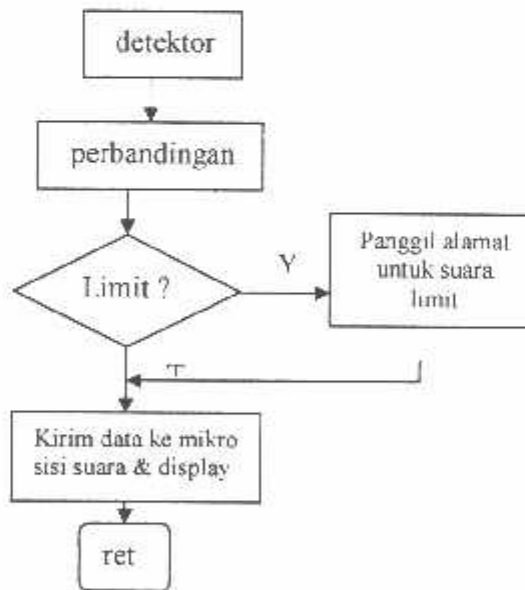 detektor
perbandingan
Limit ?
Y
Panggil alamat
untuk suara
limit
T
Kirim data ke mikro
sisi suara & display
ret